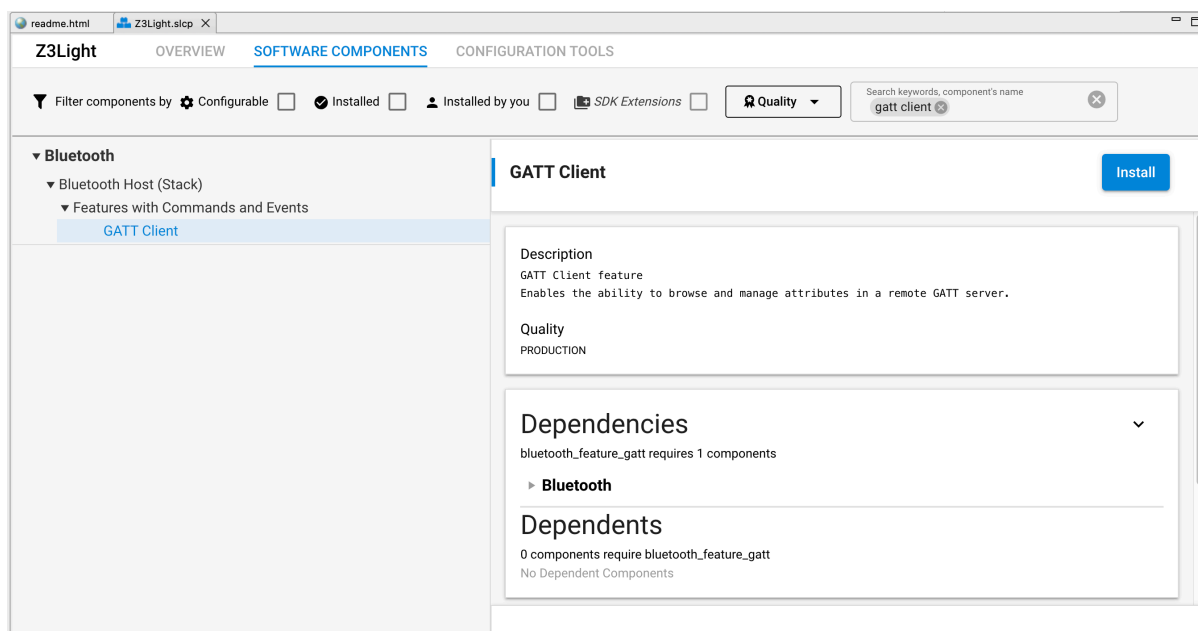 readme.html
Z3Light.slcp
Z3Light OVERVIEW SOFTWARE COMPONENTS CONFIGURATION TOOLS
Filter components by Configurable Installed Installed by you SDK Extensions Quality
Search keywords, component's name
gatt client
Bluetooth
Bluetooth Host (Stack)
Features with Commands and Events
GATT Client
GATT Client
Install
Description
GATT Client feature
Enables the ability to browse and manage attributes in a remote GATT server.
Quality
PRODUCTION
Dependencies
bluetooth_feature_gatt requires 1 components
Bluetooth
Dependents
0 components require bluetooth_feature_gatt
No Dependent Components